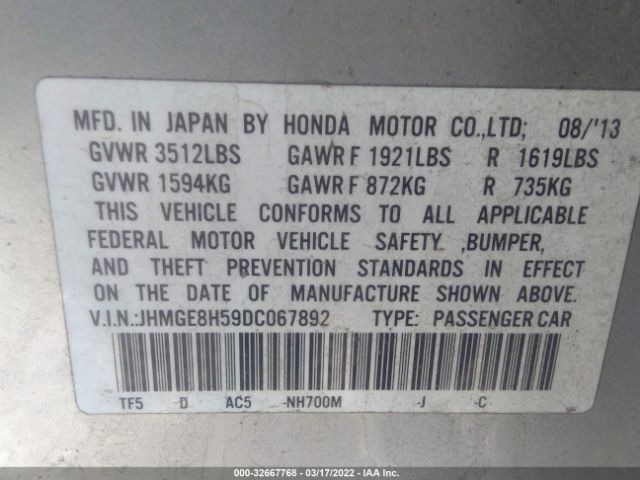 MFD. IN JAPAN BY HONDA MOTOR CO.,LTD; 08/'13
GVWR 3512LBS GAWR F 1921LBS R 1619LBS
GVWR 1594KG GAWR F 872KG R 735KG
THIS VEHICLE CONFORMS TO ALL APPLICABLE
FEDERAL MOTOR VEHICLE SAFETY ,BUMPER,
AND THEFT PREVENTION STANDARDS IN EFFECT
ON THE DATE OF MANUFACTURE SHOWN ABOVE.
V.I.N.:JHMGE8H59DC067892 TYPE: PASSENGER CAR
TF5 -D AC5 -NH700M -J -C
000-32667768 - 03/17/2022 - IAA Inc.